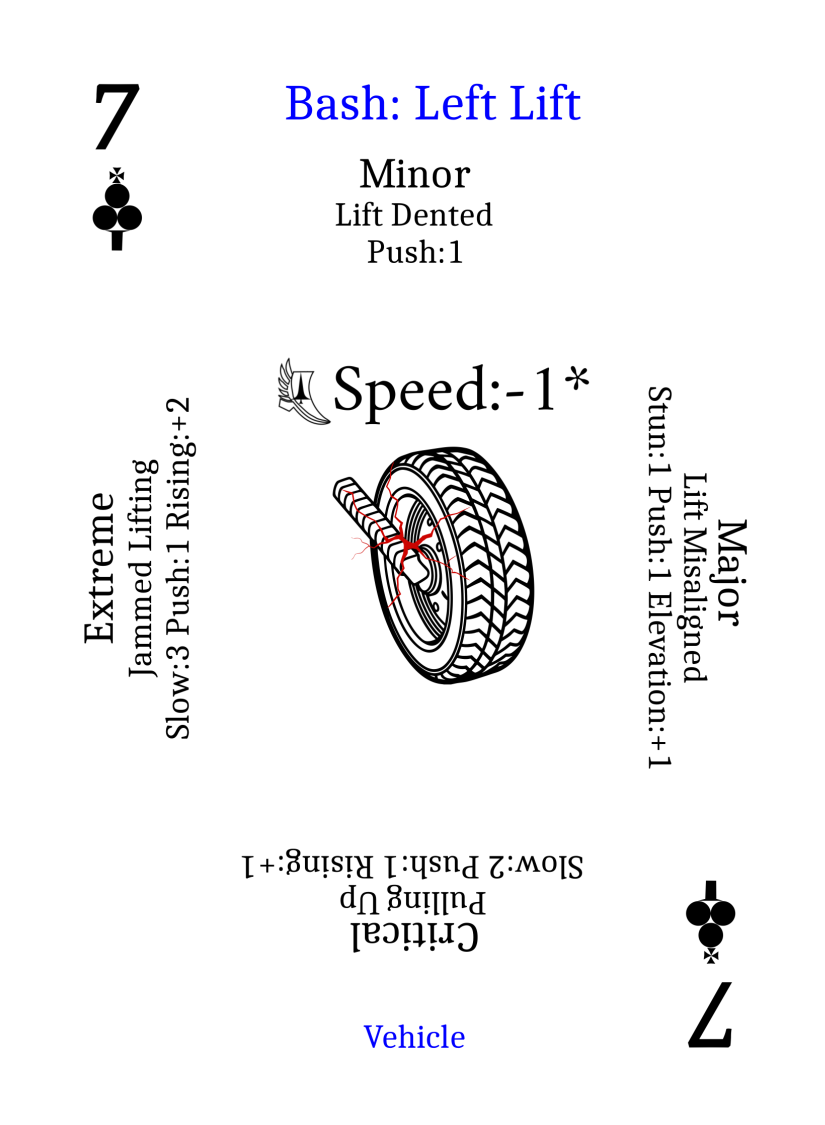 7
Bash: Left Lift
Minor
Lift Dented
Push:1
Speed:-1*
Extreme
Jammed Lifting
Slow:3 Push:1 Rising:+2
Major
Lift Misaligned
Stun:1 Push:1 Elevation:+1
Critical
Pulling Up
Slow:2 Push:1 Rising:+1
Vehicle
7